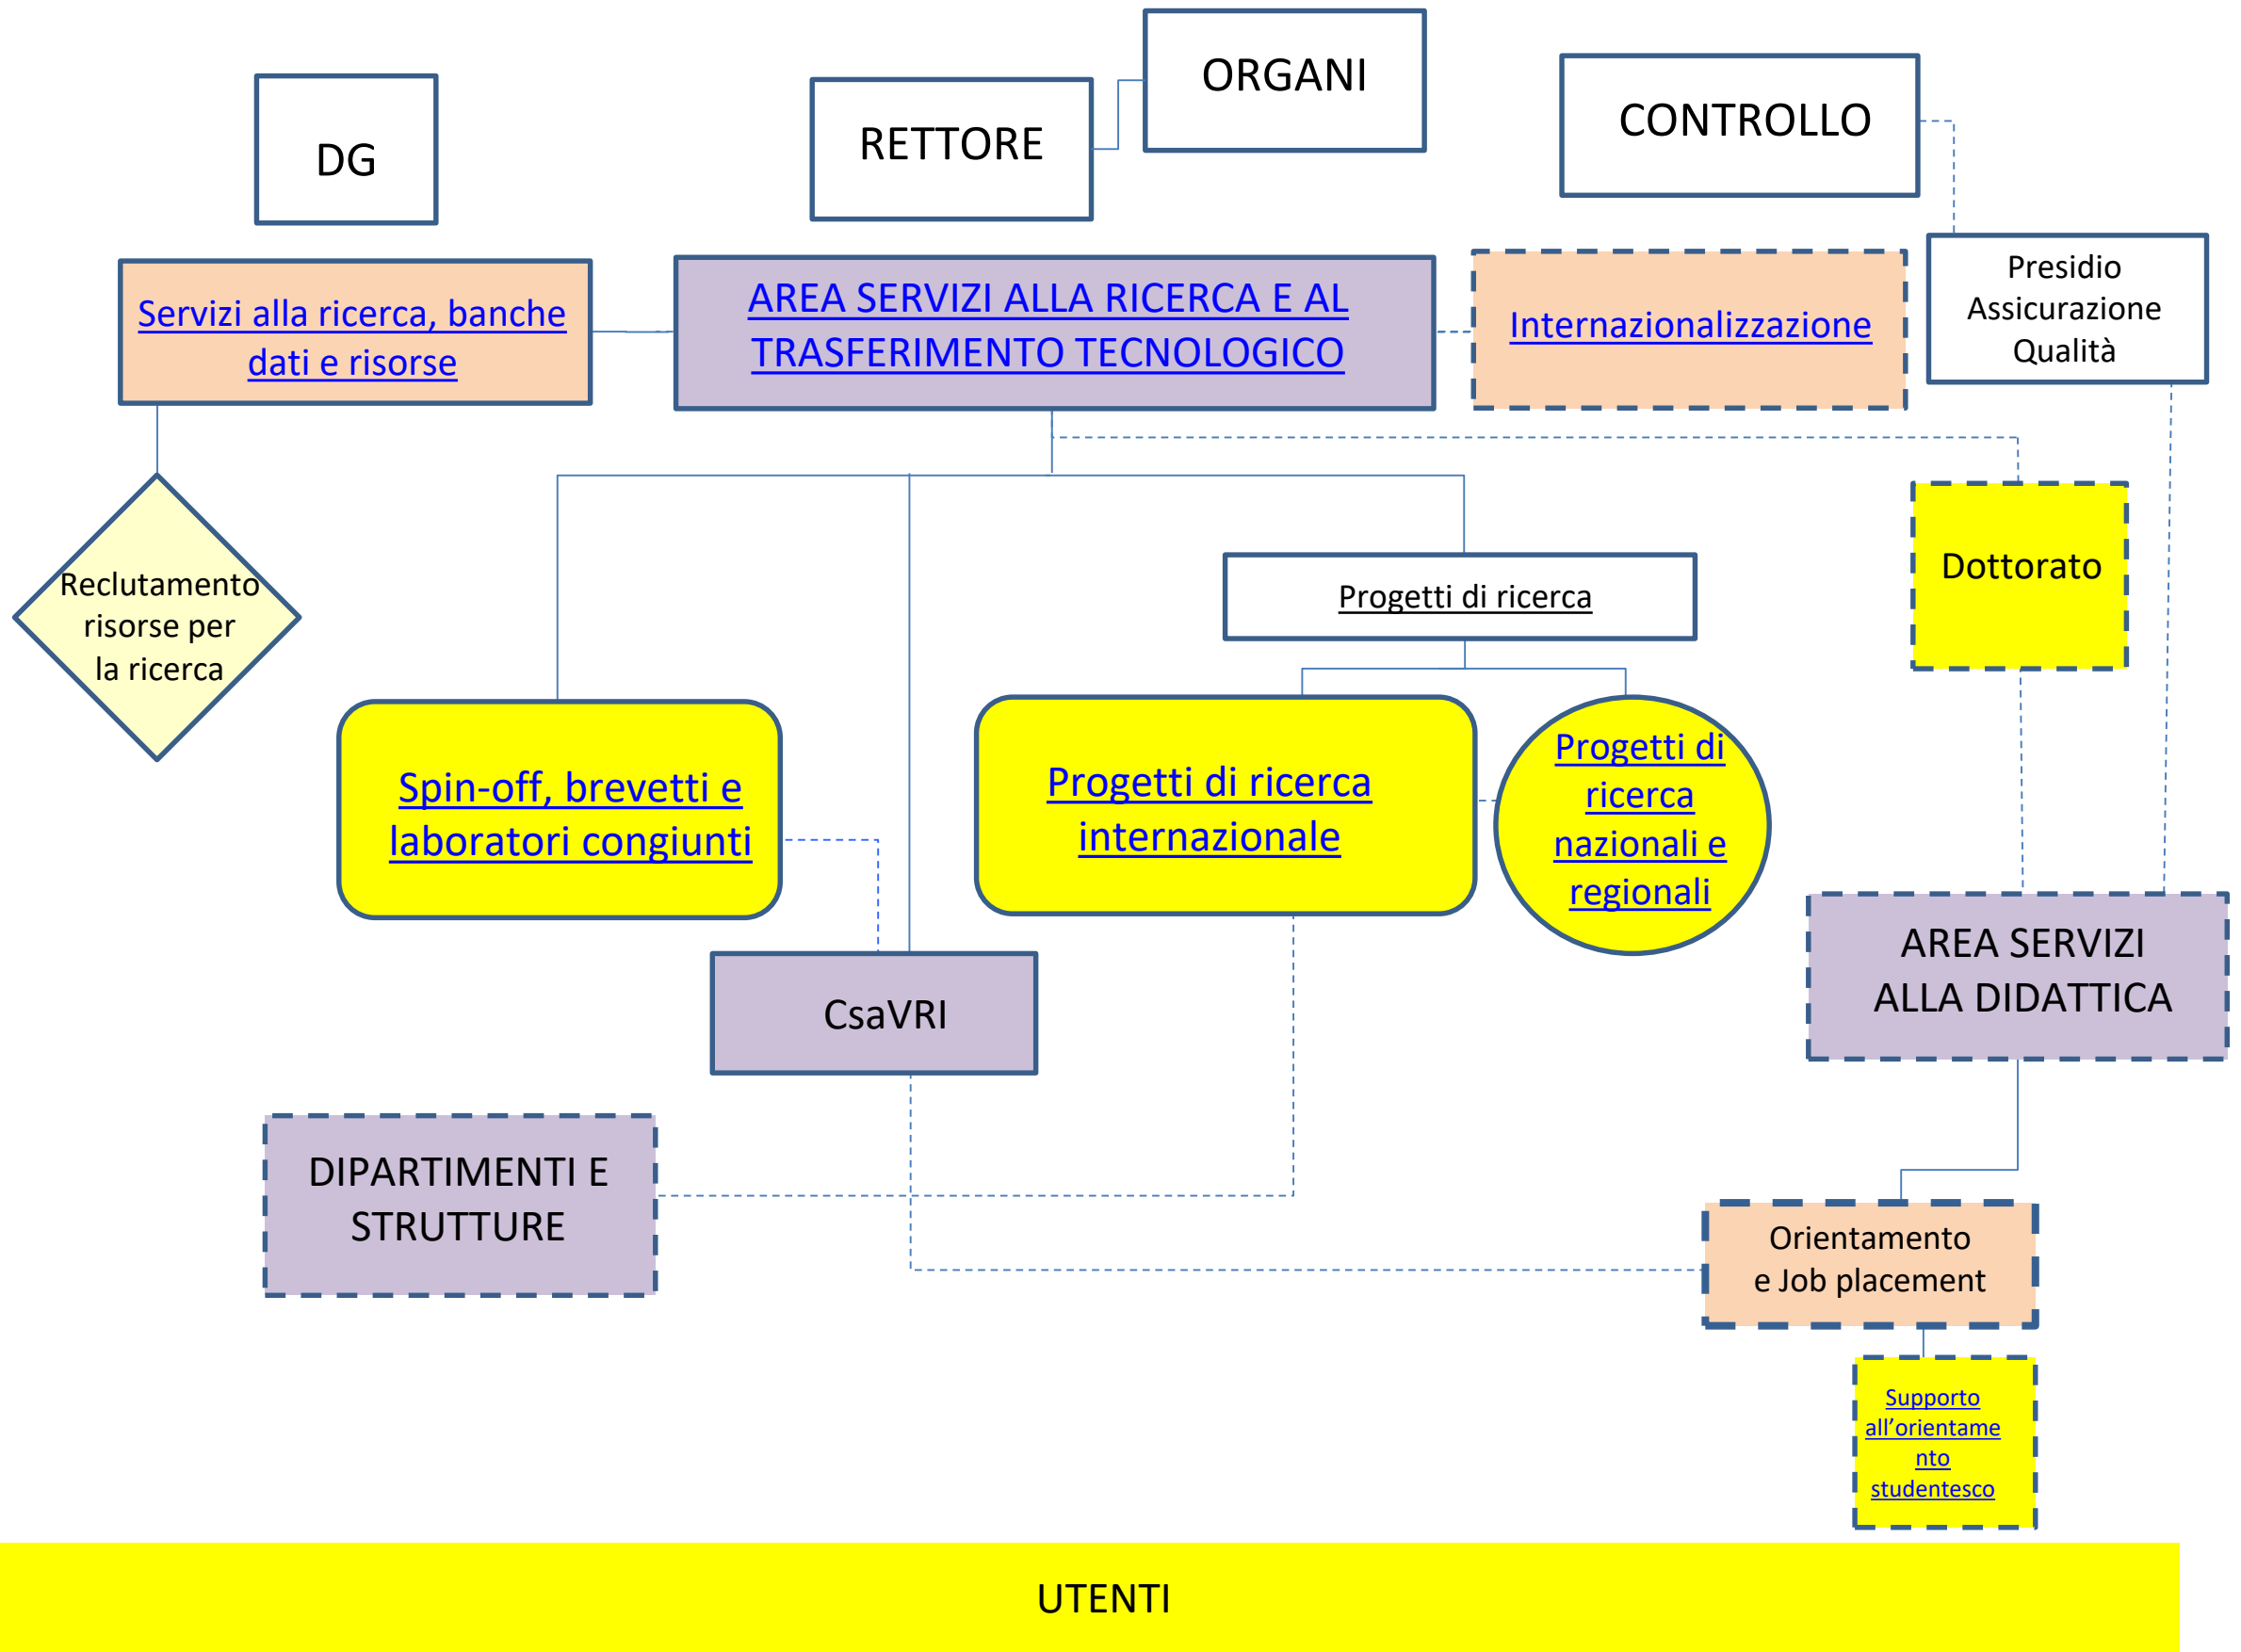 ORGANI
DG
RETTORE
CONTROLLO
Servizi alla ricerca, banche
dati e risorse
AREA SERVIZI ALLA RICERCA E AL
TRASFERIMENTO TECNOLOGICO
Internazionalizzazione
Presidio
Assicurazione
Qualità
Reclutamento
risorse per
la ricerca
Progetti di ricerca
Dottorato
Spin-off, brevetti e
laboratori congiunti
Progetti di ricerca
internazionale
Progetti di
ricerca
nazionali e
regionali
CsaVRI
AREA SERVIZI
ALLA DIDATTICA
DIPARTIMENTI E
STRUTTURE
Orientamento
e Job placement
Supporto
all’orientame
nto
studentesco
UTENTI